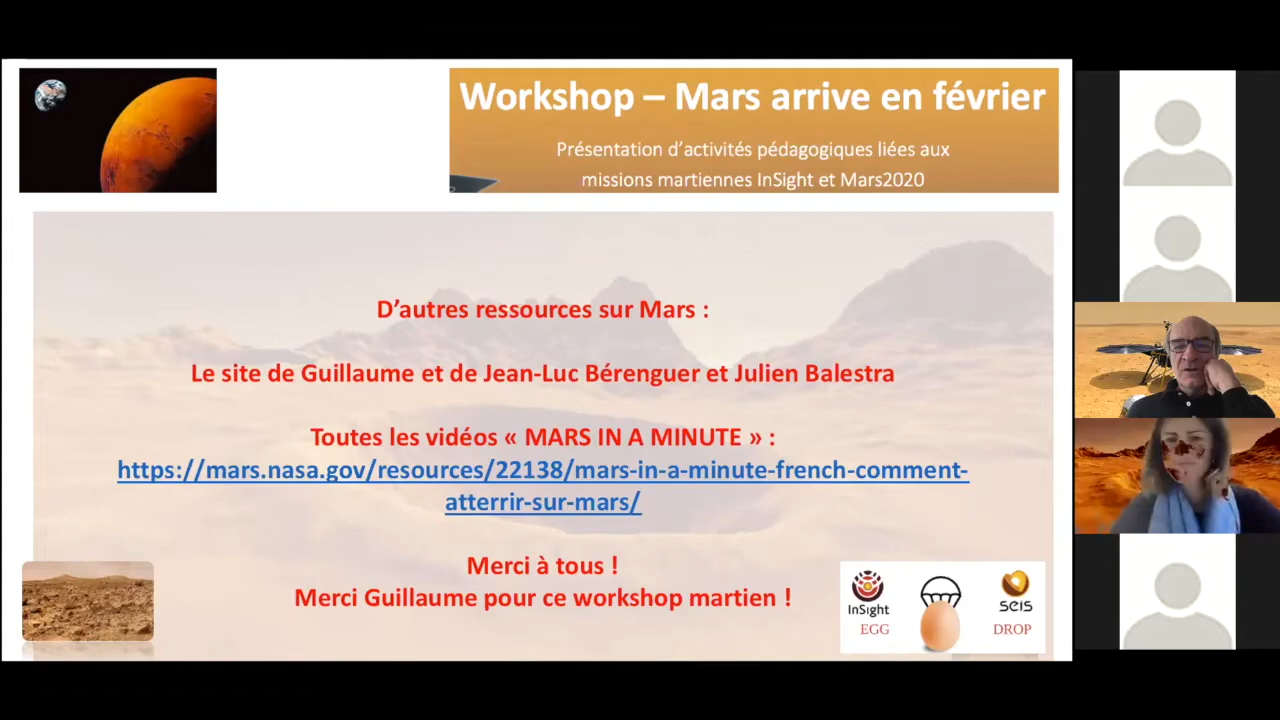 Workshop – Mars arrive en février
Présentation d’activités pédagogiques liées aux
missions martiennes InSight et Mars2020
D’autres ressources sur Mars :
Le site de Guillaume et de Jean-Luc Bérenguer et Julien Balestra
Toutes les vidéos « MARS IN A MINUTE » :
https://mars.nasa.gov/resources/22138/mars-in-a-minute-french-comment-
atterrir-sur-mars/
Merci à tous !
Merci Guillaume pour ce workshop martien !
InSight
SEIS
EGG
DROP